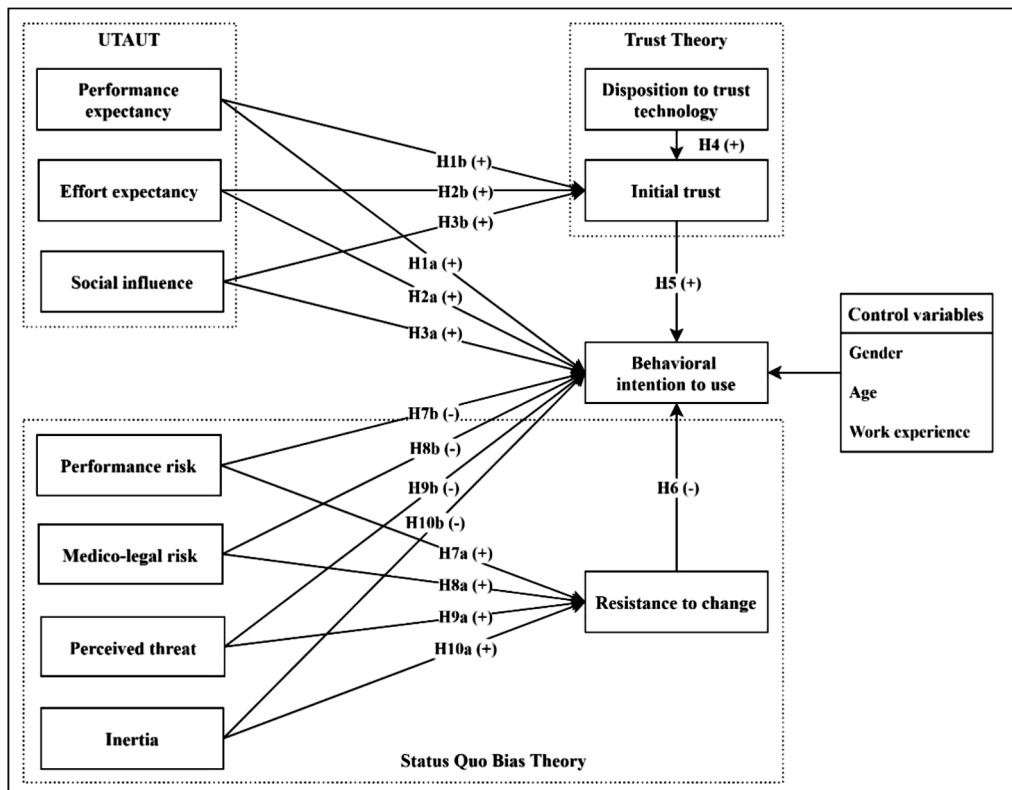 UTAUT
Performance
expectancy
Effort expectancy
Social influence
Trust Theory
Disposition to trust
technology
H4 (+)
Initial trust
H1b (+)
H2b (+)
H3b (+)
H1a (+)
H2a (+)
H3a (+)
H5 (+)
Behavioral
intention to use
Control variables
Gender
Age
Work experience
H7b (-)
H8b (-)
H9b (-)
H10b (-)
H7a (+)
H8a (+)
H9a (+)
H10a (+)
H6 (-)
Performance risk
Medico-legal risk
Perceived threat
Inertia
Resistance to change
Status Quo Bias Theory